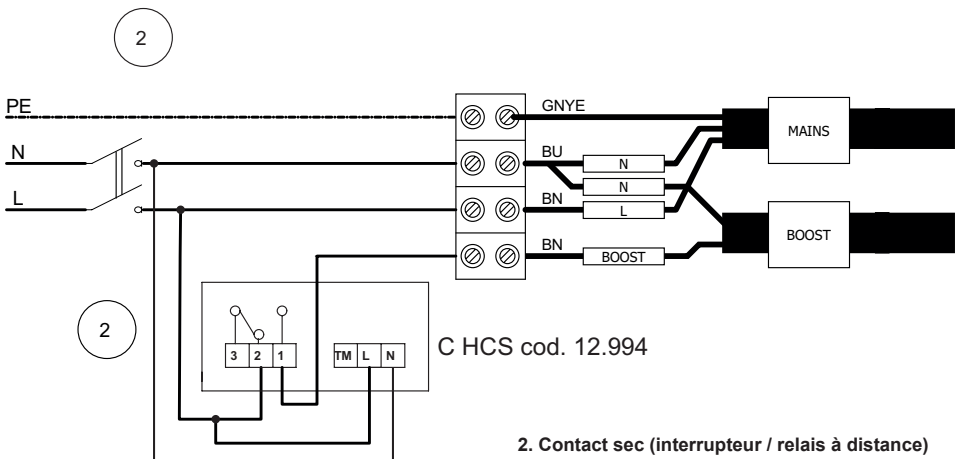 2
PE
GNYE
MAINS
N
BU
N
N
L
BN
L
BOOST
BN
BOOST
2
3 2 1
TM L N
C HCS cod. 12.994
2. Contact sec (interrupteur / relais à distance)